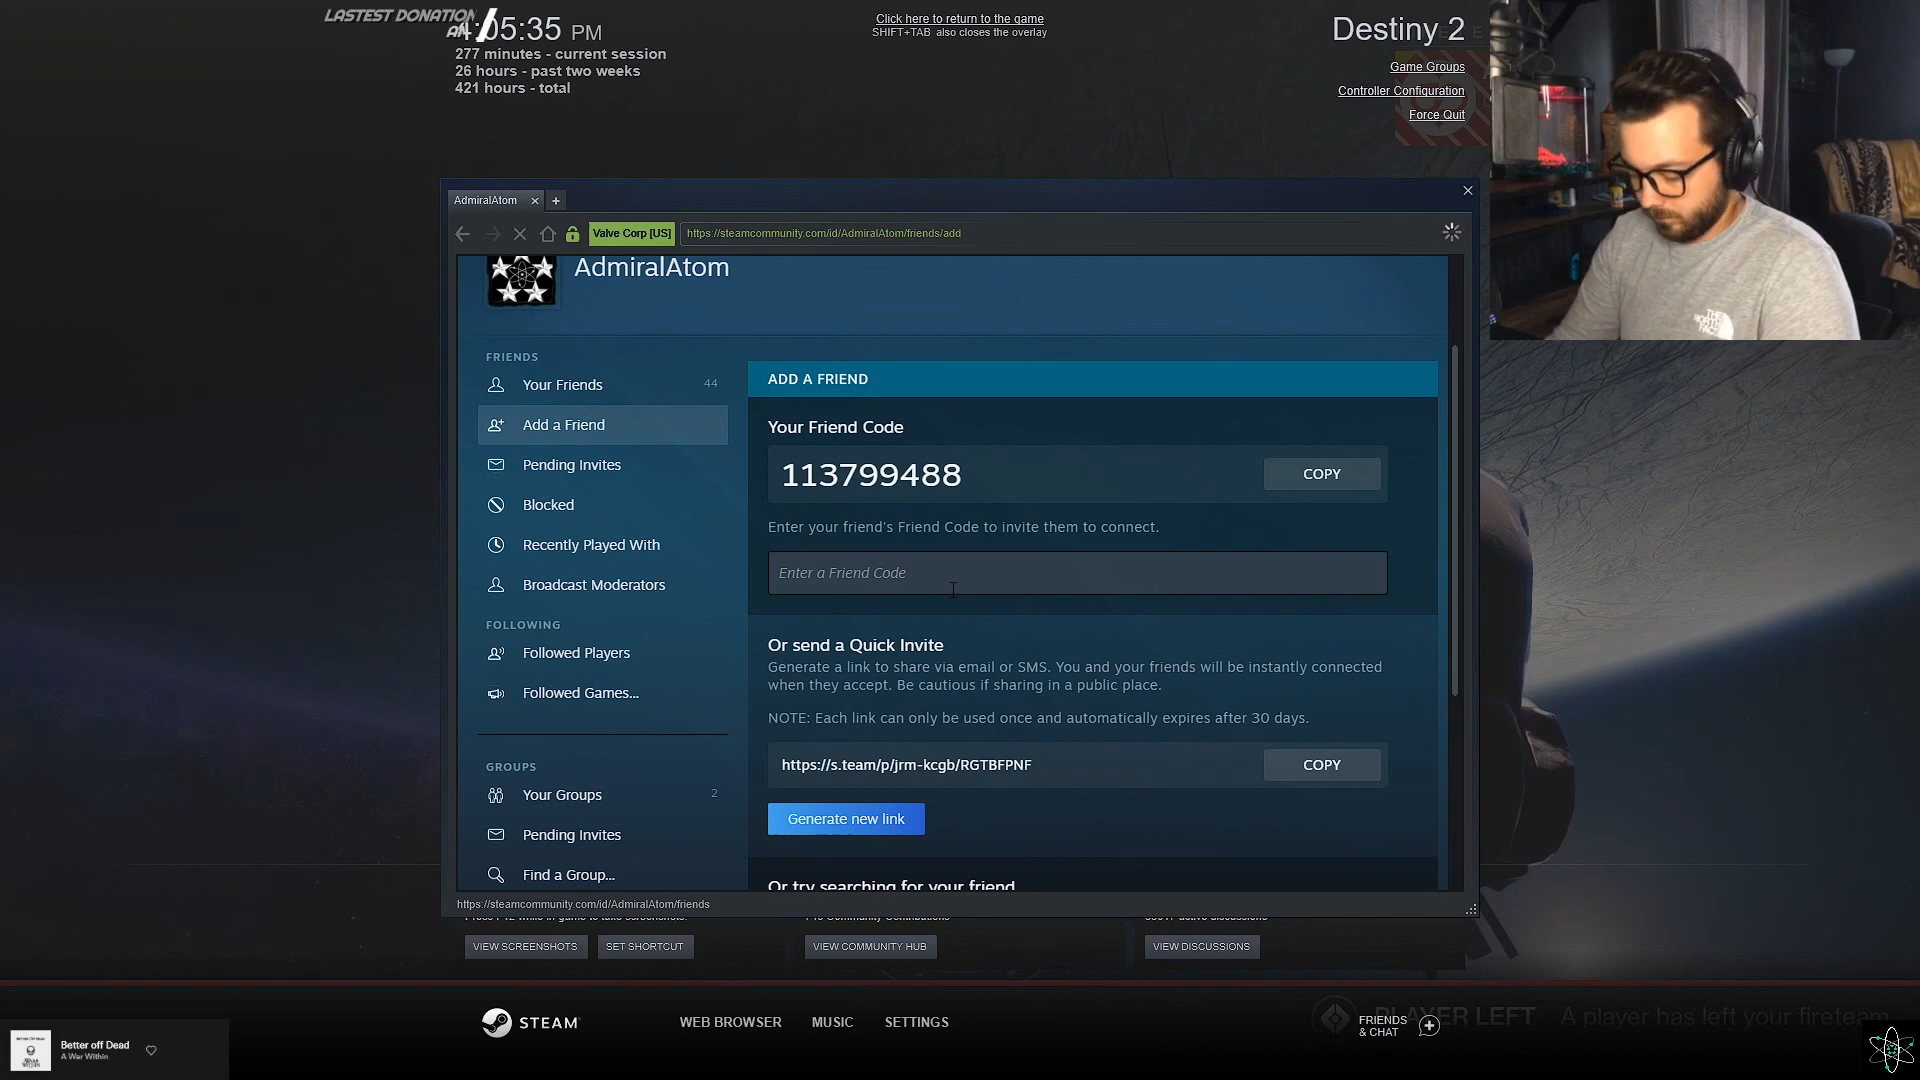 LASTEST DONATION
4:05:35 PM
277 minutes - current session
26 hours - past two weeks
421 hours - total
Click here to return to the game
SHIFT+TAB also closes the overlay
Destiny 2
Game Groups
Controller Configuration
Force Quit
AdmiralAtom
Valve Corp [US]
https://steamcommunity.com/id/AdmiralAtom/friends/add
AdmiralAtom
FRIENDS
Your Friends 44
Add a Friend
Pending Invites
Blocked
Recently Played With
Broadcast Moderators
FOLLOWING
Followed Players
Followed Games...
GROUPS
Your Groups 2
Pending Invites
Find a Group...
ADD A FRIEND
Your Friend Code
113799488
COPY
Enter your friend's Friend Code to invite them to connect.
Enter a Friend Code
Or send a Quick Invite
Generate a link to share via email or SMS. You and your friends will be instantly connected
when they accept. Be cautious if sharing in a public place.
NOTE: Each link can only be used once and automatically expires after 30 days.
https://s.team/p/jrm-kcgb/RGTBFPNF
COPY
Generate new link
Or try searching for your friend
https://steamcommunity.com/id/AdmiralAtom/friends
VIEW SCREENSHOTS
SET SHORTCUT
VIEW COMMUNITY HUB
VIEW DISCUSSIONS
THE NORTH FACE
STEAM
WEB BROWSER
MUSIC
SETTINGS
FRIENDS
& CHAT
PLAYER LEFT
A player has left your fireteam
Better off Dead
A War Within